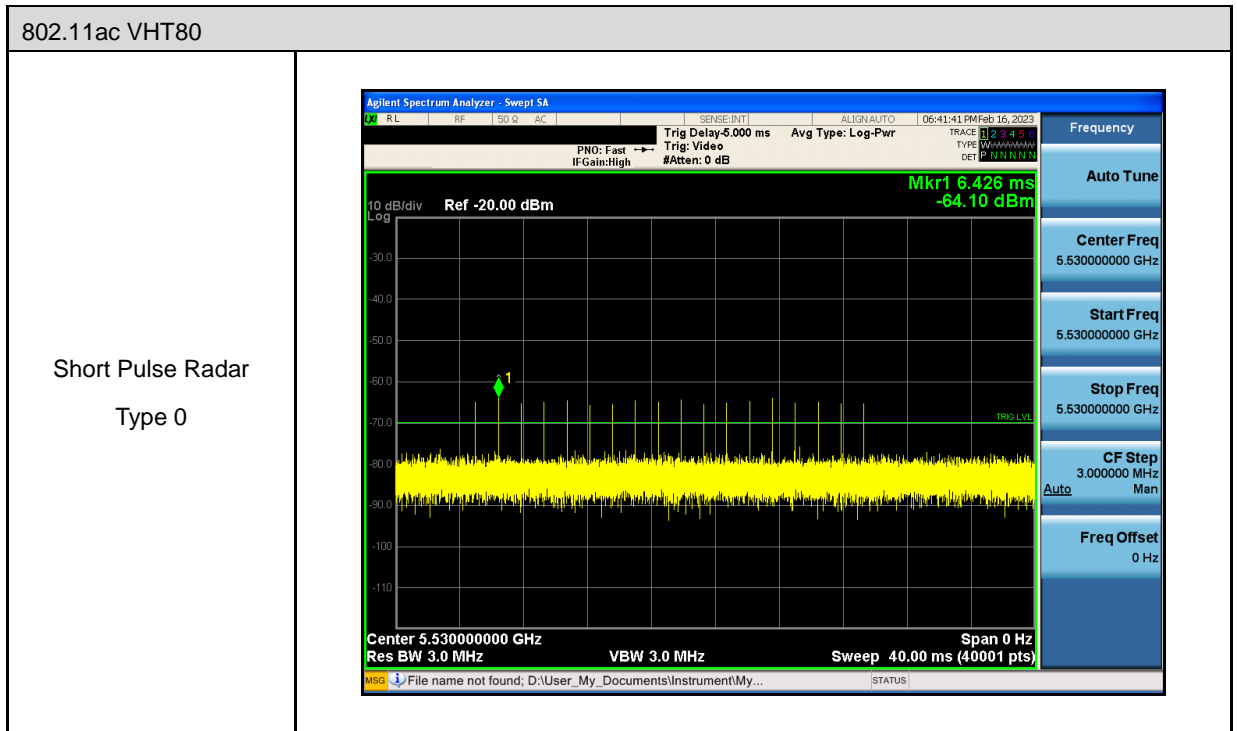 802.11ac VHT80
Short Pulse Radar
Type 0
Agilent Spectrum Analyzer - Swept SA
LXI RL RF 50 Ω AC SENSE:INT ALIGN AUTO 06:41:41 PM Feb 16, 2023
Trig Delay-5.000 ms Avg Type: Log-Pwr TRACE 1 2 3 4 5 6
PNO: Fast Trig: Video TYPE WWWWWW
IFGain:High #Atten: 0 dB DET P N N N N N
Mkr1 6.426 ms
-64.10 dBm
10 dB/div Ref -20.00 dBm
Log
-30.0
-40.0
-50.0
-60.0
1
-70.0
TRIG LVL
-80.0
-90.0
-100
-110
Center 5.530000000 GHz Span 0 Hz
Res BW 3.0 MHz VBW 3.0 MHz Sweep 40.00 ms (40001 pts)
MSG File name not found; D:\User_My_Documents\Instrument\My... STATUS
Frequency
Auto Tune
Center Freq
5.530000000 GHz
Start Freq
5.530000000 GHz
Stop Freq
5.530000000 GHz
CF Step
3.000000 MHz
Auto Man
Freq Offset
0 Hz